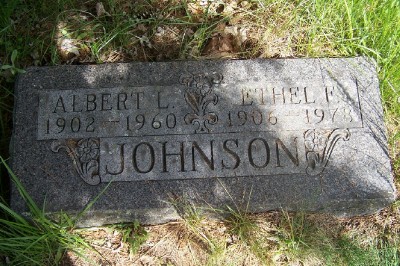 ALBERT L. ETHEL F.
1902 - 1960 1906 - 1973
JOHNSON